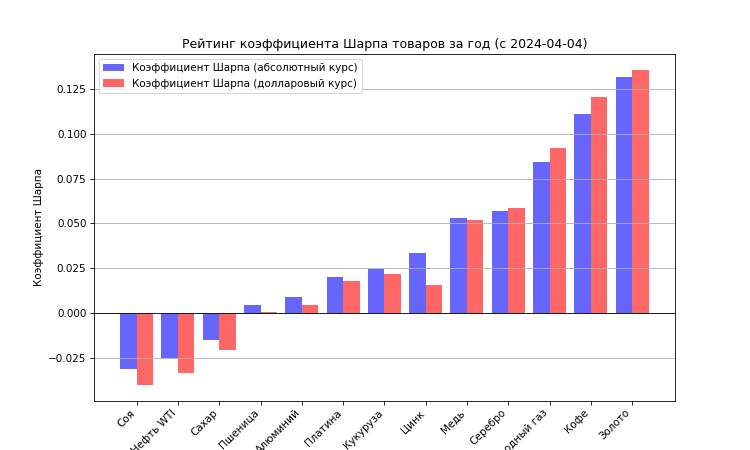 Рейтинг коэффициента Шарпа товаров за год (с 2024-04-04)
Коэффициент Шарпа (абсолютный курс)
Коэффициент Шарпа (долларовый курс)
Коэффициент Шарпа
0.125
0.100
0.075
0.050
0.025
0.000
−0.025
Соя
Нефть WTI
Сахар
Пшеница
Алюминий
Платина
Кукуруза
Цинк
Медь
Серебро
одный газ
Кофе
Золото